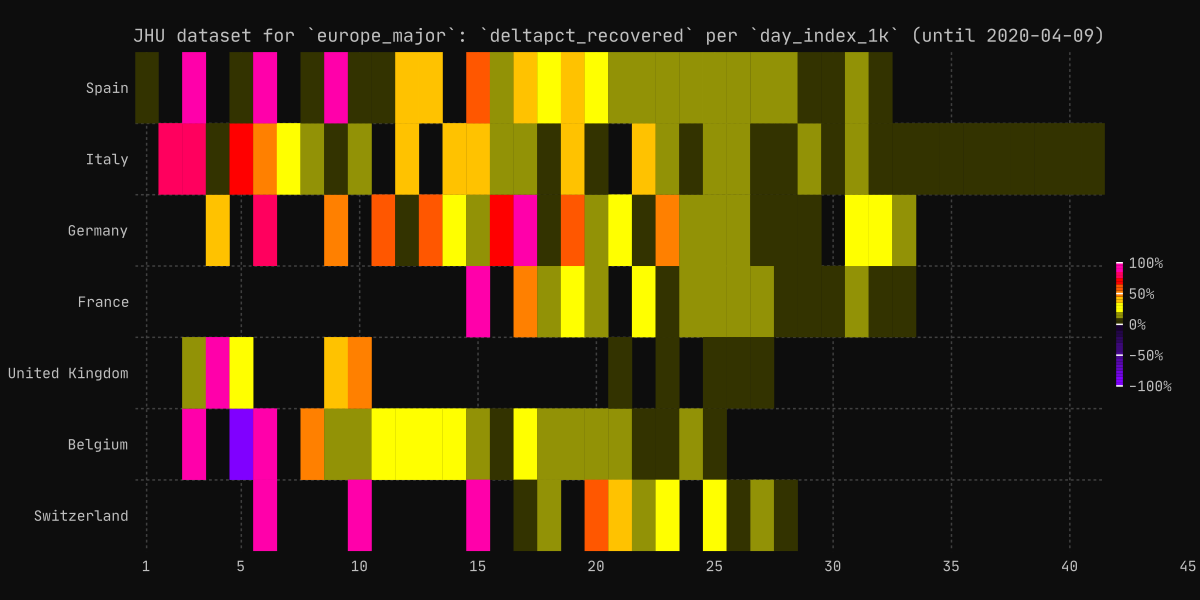 JHU dataset for `europe_major`: `deltapct_recovered` per `day_index_1k` (until 2020-04-09)
Spain
Italy
Germany
France
United Kingdom
Belgium
Switzerland
100%
50%
0%
-50%
-100%
1 5 10 15 20 25 30 35 40 45